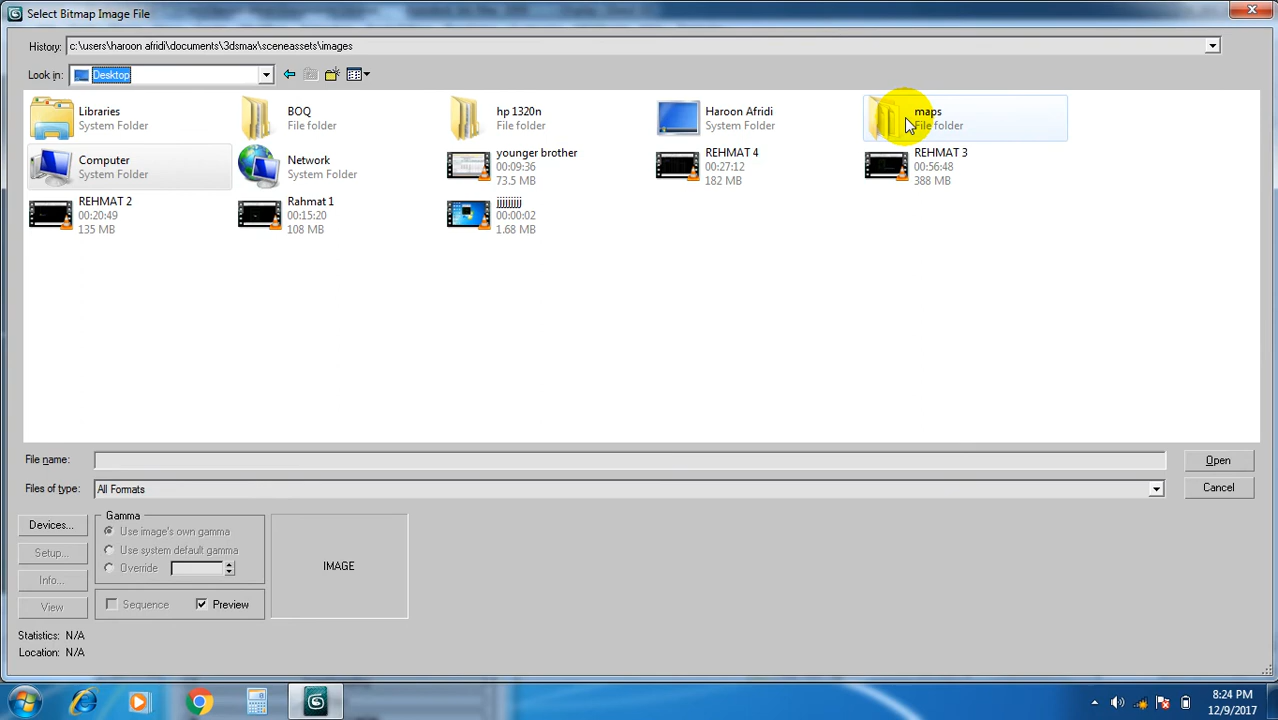 Select Bitmap Image File
History: c:\users\haroon afridi\documents\3dsmax\sceneassets\images
Look in: Desktop
Libraries
System Folder
BOQ
File folder
hp 1320n
File folder
Haroon Afridi
System Folder
maps
File folder
Computer
System Folder
Network
System Folder
younger brother
00:09:36
73.5 MB
REHMAT 4
00:27:12
182 MB
REHMAT 3
00:56:48
388 MB
REHMAT 2
00:20:49
135 MB
Rahmat 1
00:15:20
108 MB
jjjjjjjjj
00:00:02
1.68 MB
File name:
Open
Files of type: All Formats
Cancel
Devices...
Setup...
Info...
View
Gamma
Use image's own gamma
Use system default gamma
Override
Sequence
Preview
IMAGE
Statistics: N/A
Location: N/A
8:24 PM
12/9/2017